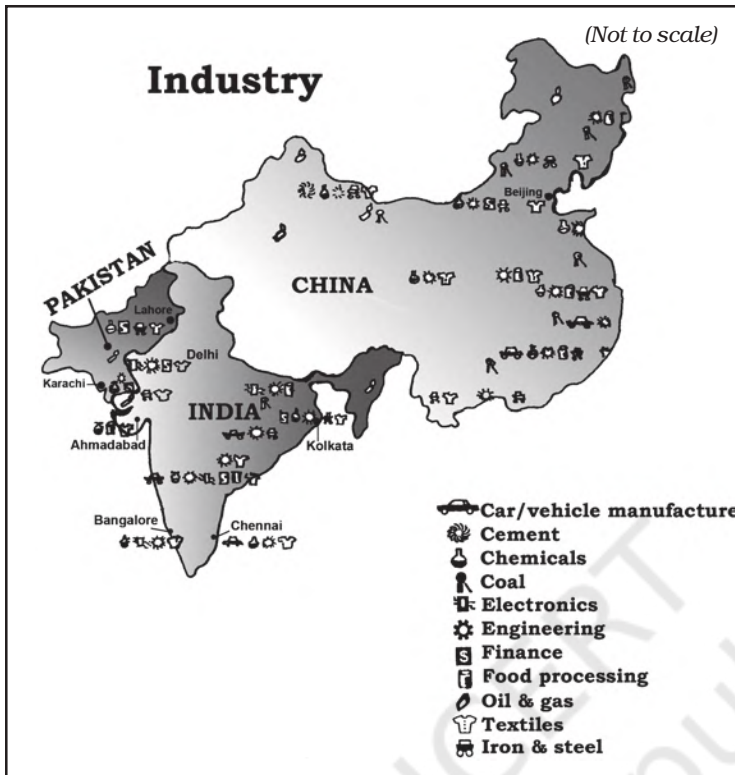 (Not to scale)
Industry
Beijing
PAKISTAN
CHINA
Lahore
Delhi
Karachi
INDIA
Ahmadabad
Kolkata
Bangalore
Chennai
Car/vehicle manufacture
Cement
Chemicals
Coal
Electronics
Engineering
Finance
Food processing
Oil & gas
Textiles
Iron & steel
NCERT